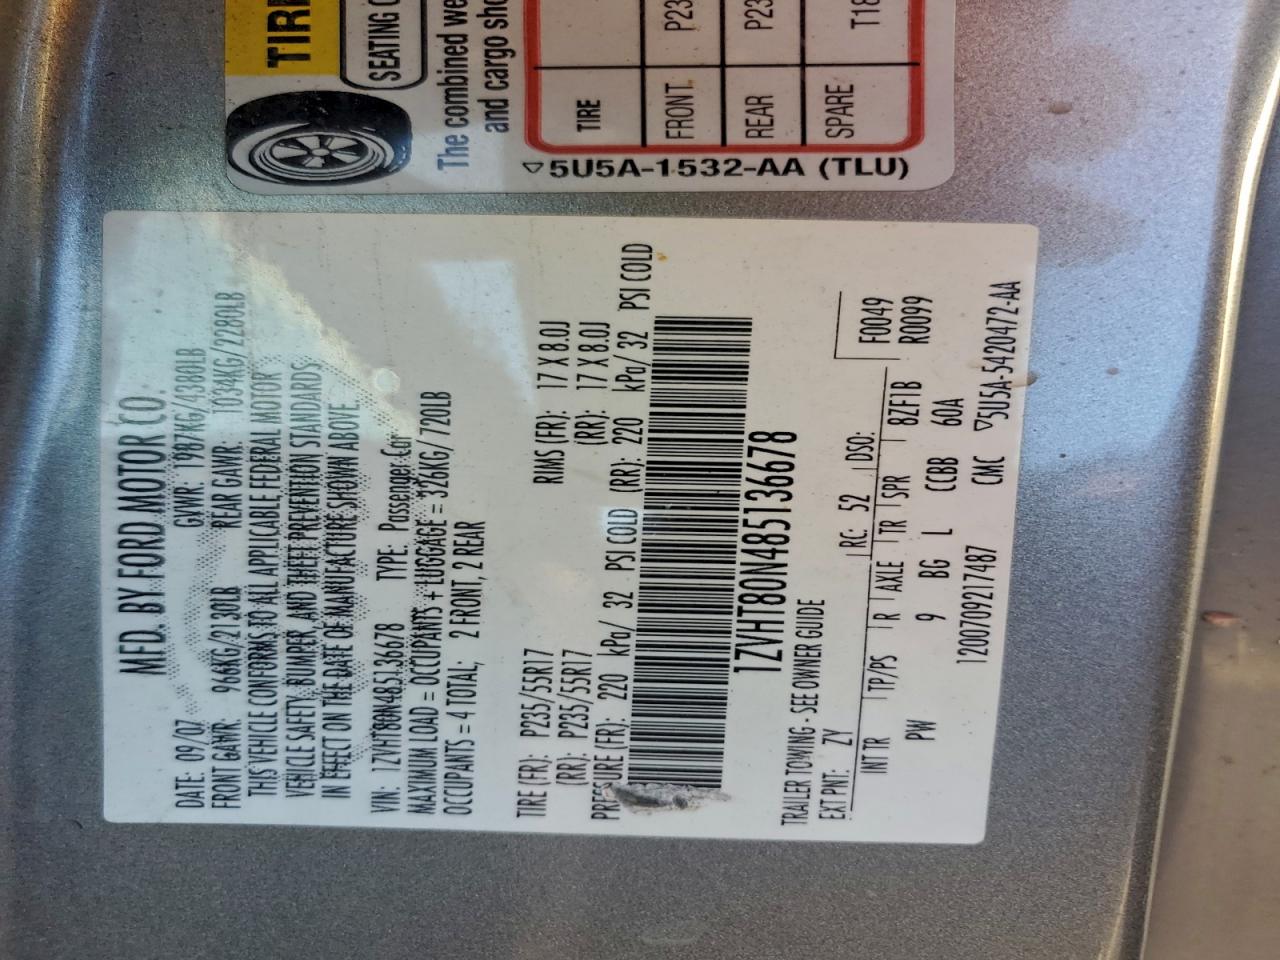 TIRE
SEATING C
The combined we
and cargo sho
TIRE
FRONT P23
REAR P23
SPARE T18
5U5A-1532-AA (TLU)
MFD. BY FORD MOTOR CO.
DATE: 09/07 GVWR: 1987KG/4380LB
FRONT GAWR: 966KG/2130LB REAR GAWR: 1034KG/2280LB
THIS VEHICLE CONFORMS TO ALL APPLICABLE FEDERAL MOTOR
VEHICLE SAFETY, BUMPER, AND THEFT PREVENTION STANDARDS
IN EFFECT ON THE DATE OF MANUFACTURE SHOWN ABOVE.
VIN: 1ZVHT80N485136678 TYPE: Passenger Car
MAXIMUM LOAD = OCCUPANTS + LUGGAGE = 326KG/720LB
OCCUPANTS = 4 TOTAL; 2 FRONT, 2 REAR
TIRE (FR): P235/55R17 RIMS (FR): 17 X 8.0J
(RR): P235/55R17 (RR): 17 X 8.0J
PRESSURE (FR): 220 kPa/ 32 PSI COLD (RR): 220 kPa/ 32 PSI COLD
1ZVHT80N485136678
TRAILER TOWING - SEE OWNER GUIDE
EXT PNT: ZY RC: 52 DSO:
INT TR TP/PS R AXLE TR SPR F0049
PW 9 BG L 8ZF1B R0099
CCBB 60A
1200709217487 CMC 5U5A-5420472-AA